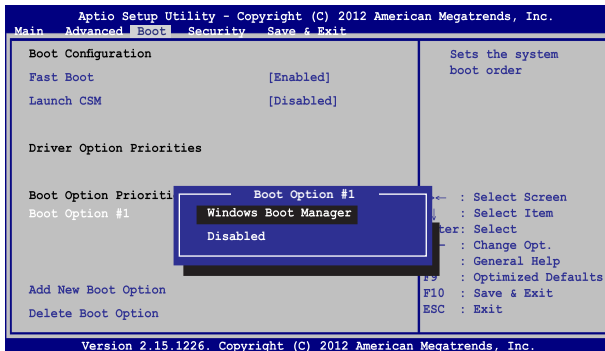 Aptio Setup Utility - Copyright (C) 2012 American Megatrends, Inc.
Main Advanced Boot Security Save & Exit
Boot Configuration
Fast Boot [Enabled]
Launch CSM [Disabled]
Driver Option Priorities
Boot Option Prioriti
Boot Option #1
Add New Boot Option
Delete Boot Option
Boot Option #1
Windows Boot Manager
Disabled
Sets the system
boot order
← : Select Screen
: Select Item
ter: Select
— : Change Opt.
: General Help
F9 : Optimized Defaults
F10 : Save & Exit
ESC : Exit
Version 2.15.1226. Copyright (C) 2012 American Megatrends, Inc.